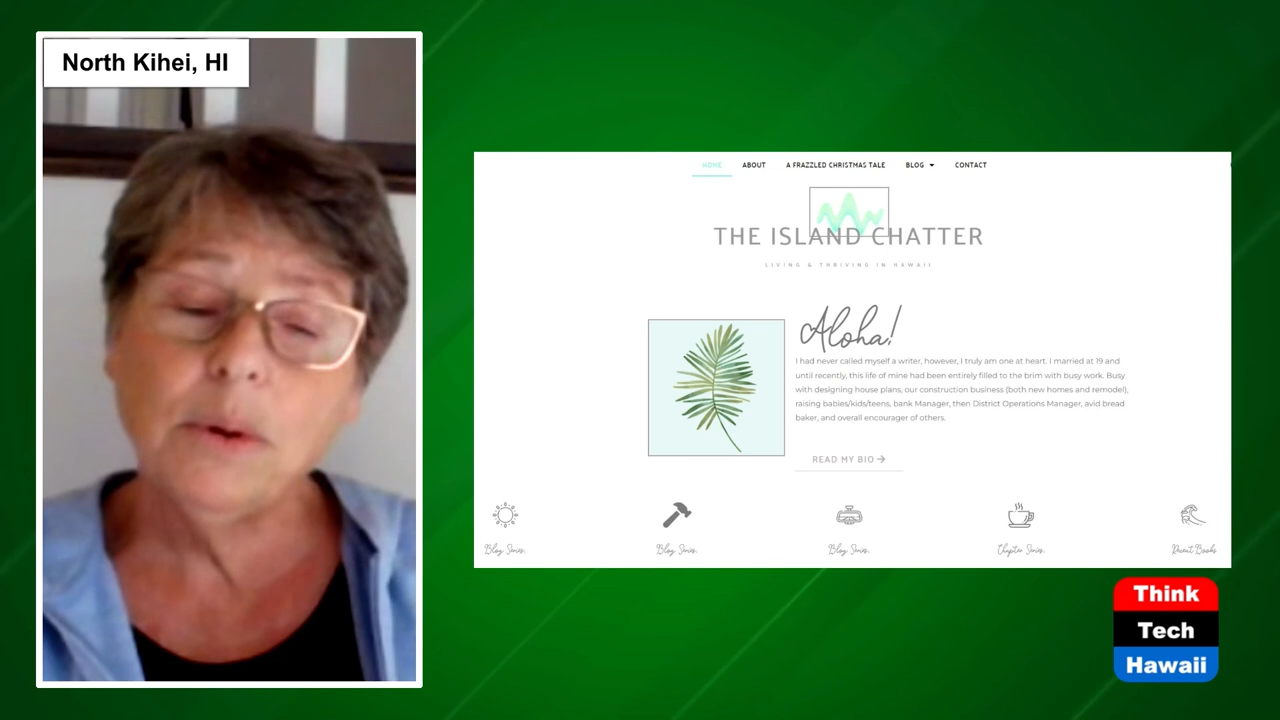 North Kihei, HI
HOME ABOUT A FRAZZLED CHRISTMAS TALE BLOG CONTACT
THE ISLAND CHATTER
LIVING & THRIVING IN HAWAII
Aloha!
I had never called myself a writer, however, I truly am one at heart. I married at 19 and
until recently, this life of mine had been entirely filled to the brim with busy work. Busy
with designing house plans, our construction business (both new homes and remodel),
raising babies/kids/teens, bank Manager, then District Operations Manager, avid bread
baker, and overall encourager of others.
READ MY BIO →
Blog Series. Blog Series. Blog Series. Chapter Series. Recent Books
Think
Tech
Hawaii